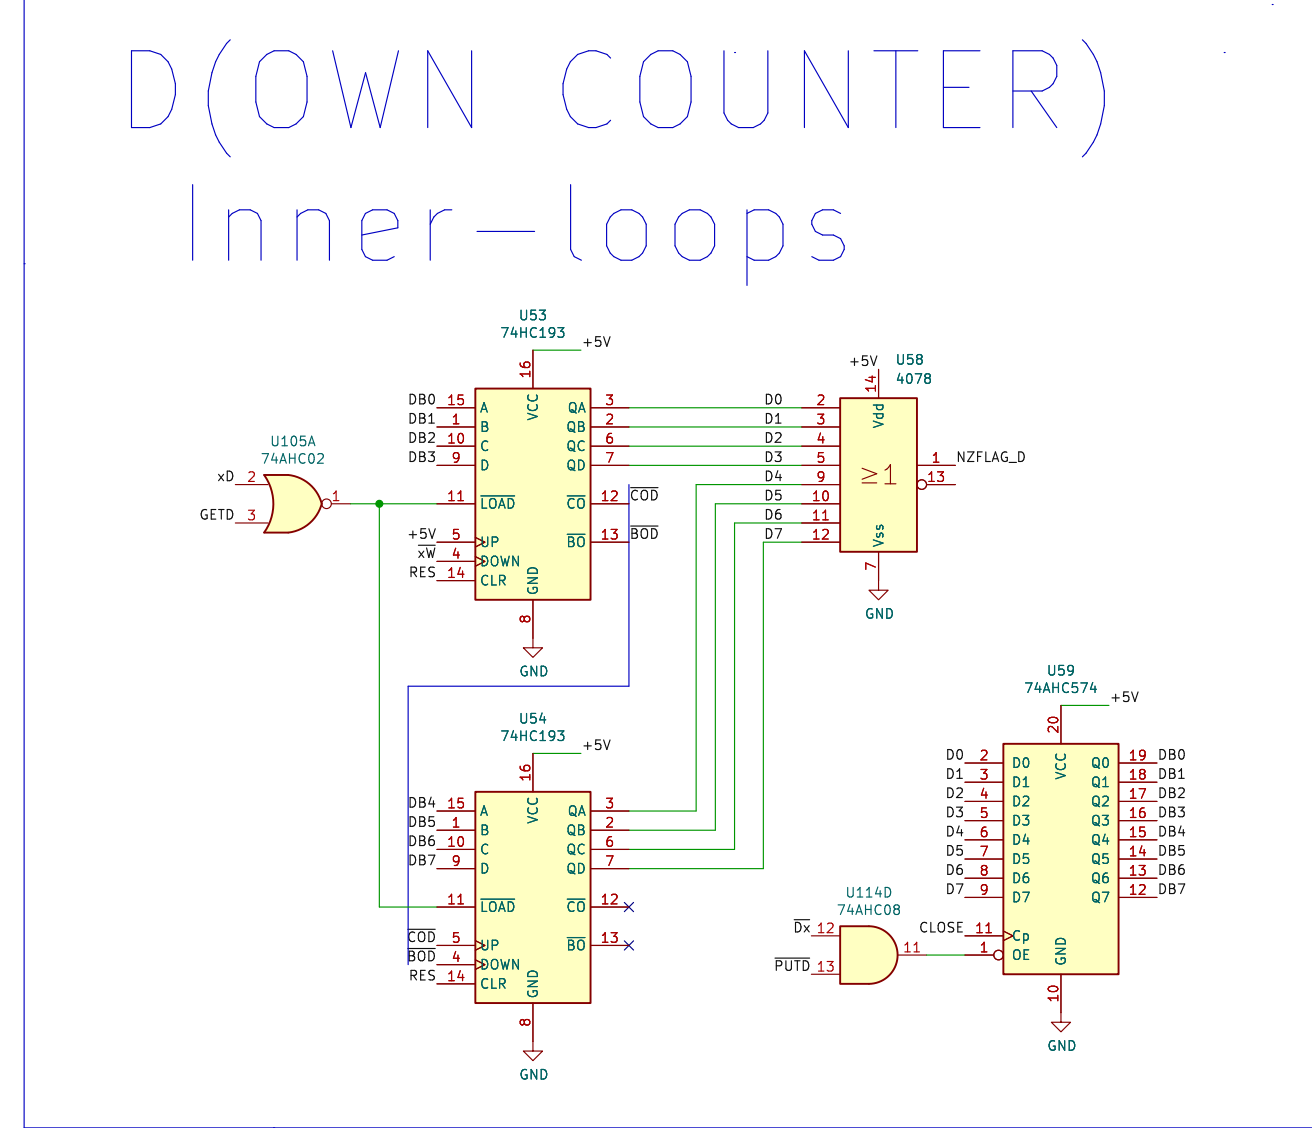 D(OWN COUNTER)
Inner-loops
U53
74HC193
+5V
16
VCC
DB0 15 A QA 3
DB1 1 B QB 2
DB2 10 C QC 6
DB3 9 D QD 7
11 LOAD CO 12 COD
+5V 5 UP BO 13 BOD
xW 4 DOWN
RES 14 CLR
GND
8
GND
U105A
74AHC02
xD 2
1
GETD 3
U58
4078
+5V
14
Vdd
D0 2
D1 3
D2 4
D3 5
D4 9
D5 10
D6 11
D7 12
≥1
1 NZFLAG_D
13
Vss
7
GND
U54
74HC193
+5V
16
VCC
DB4 15 A QA 3
DB5 1 B QB 2
DB6 10 C QC 6
DB7 9 D QD 7
11 LOAD CO 12
COD 5 UP BO 13
BOD 4 DOWN
RES 14 CLR
GND
8
GND
U59
74AHC574
+5V
20
VCC
D0 2 D0 Q0 19 DB0
D1 3 D1 Q1 18 DB1
D2 4 D2 Q2 17 DB2
D3 5 D3 Q3 16 DB3
D4 6 D4 Q4 15 DB4
D5 7 D5 Q5 14 DB5
D6 8 D6 Q6 13 DB6
D7 9 D7 Q7 12 DB7
CLOSE 11 Cp
1 OE
GND
10
GND
U114D
74AHC08
Dx 12
11
PUTD 13